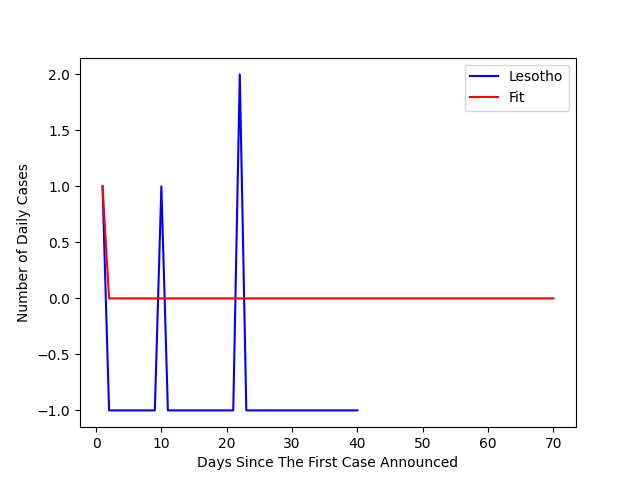 Lesotho
Fit
2.0
1.5
1.0
0.5
0.0
−0.5
−1.0
Number of Daily Cases
0 10 20 30 40 50 60 70
Days Since The First Case Announced